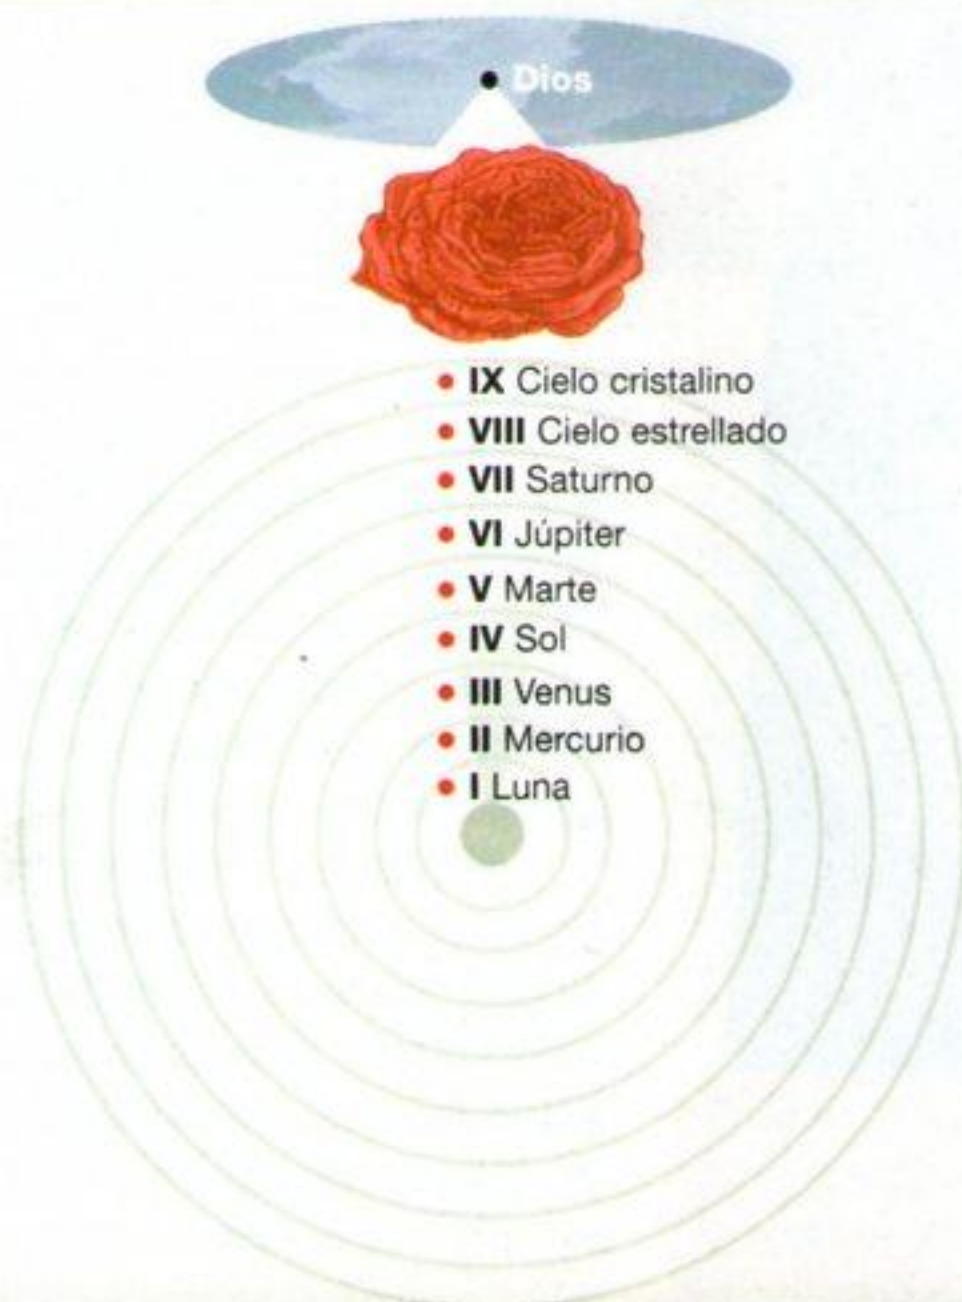 Dios
IX Cielo cristalino
VIII Cielo estrellado
VII Saturno
VI Júpiter
V Marte
IV Sol
III Venus
II Mercurio
I Luna